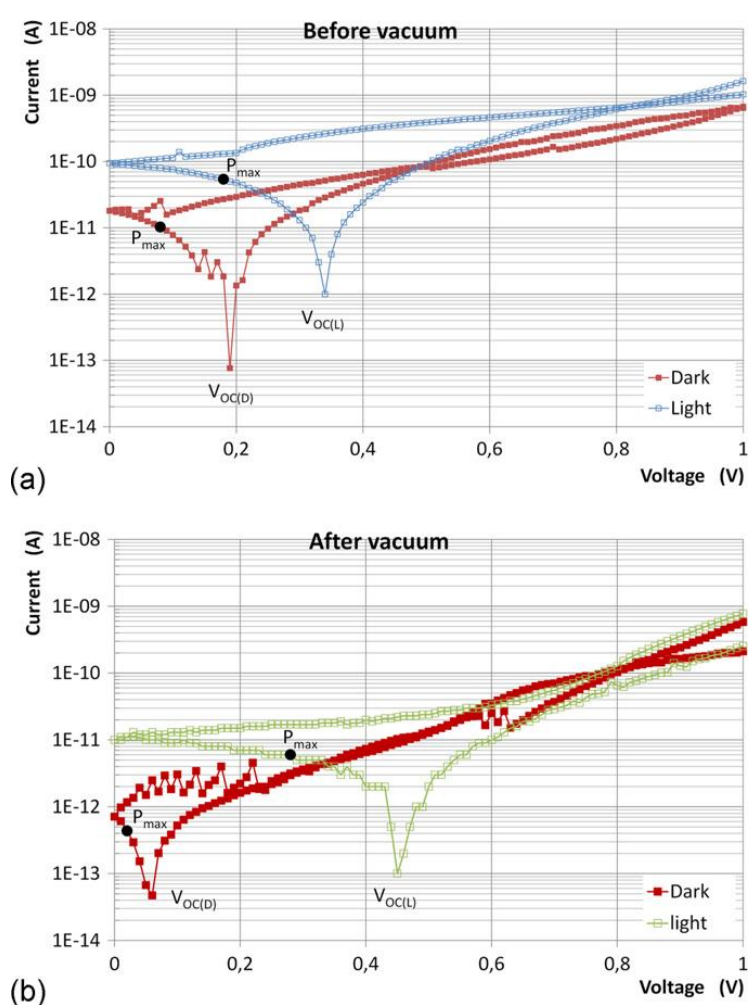 Before vacuum
Current (A)
1E-08
1E-09
1E-10
1E-11
1E-12
1E-13
1E-14
Pmax
Pmax
VOC(L)
VOC(D)
Dark
Light
0 0,2 0,4 0,6 0,8 1
Voltage (V)
(a)
After vacuum
Current (A)
1E-08
1E-09
1E-10
1E-11
1E-12
1E-13
1E-14
Pmax
Pmax
VOC(D)
VOC(L)
Dark
light
0 0,2 0,4 0,6 0,8 1
Voltage (V)
(b)